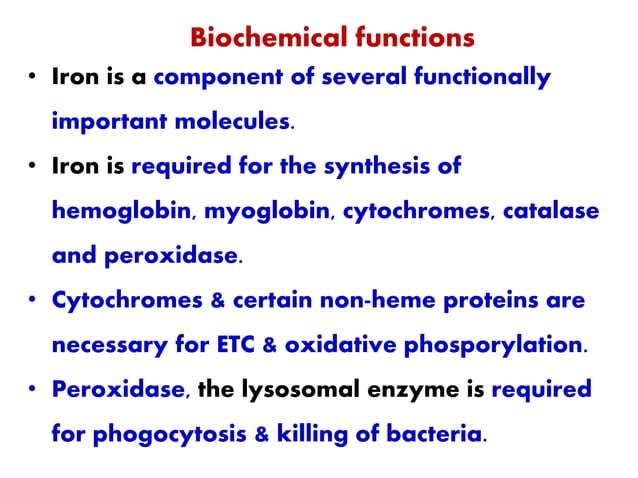 Biochemical functions
• Iron is a component of several functionally
important molecules.
• Iron is required for the synthesis of
hemoglobin, myoglobin, cytochromes, catalase
and peroxidase.
• Cytochromes & certain non-heme proteins are
necessary for ETC & oxidative phosporylation.
• Peroxidase, the lysosomal enzyme is required
for phogocytosis & killing of bacteria.